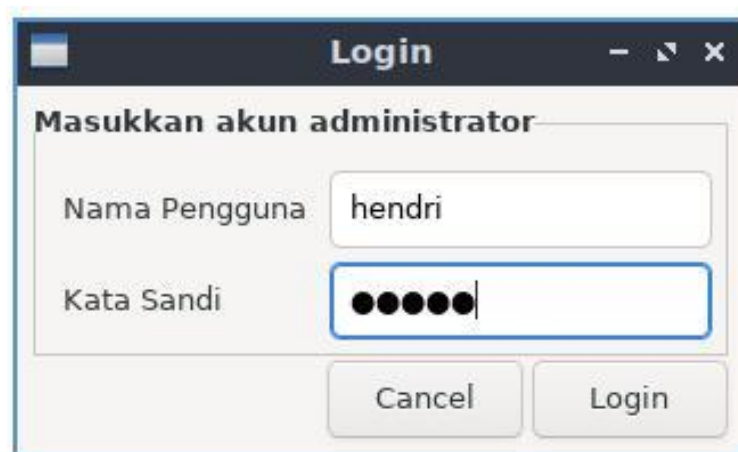 Login
Masukkan akun administrator
Nama Pengguna hendri
Kata Sandi ●●●●●
Cancel Login